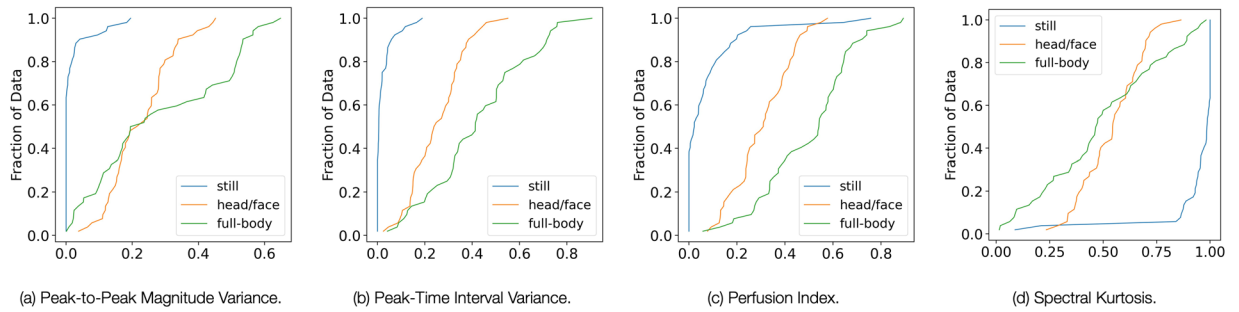 Fraction of Data
1.0
0.8
0.6
0.4
0.2
0.0
still
head/face
full-body
0.0 0.2 0.4 0.6
(a) Peak-to-Peak Magnitude Variance.
Fraction of Data
1.0
0.8
0.6
0.4
0.2
0.0
still
head/face
full-body
0.0 0.2 0.4 0.6 0.8
(b) Peak-Time Interval Variance.
Fraction of Data
1.0
0.8
0.6
0.4
0.2
0.0
still
head/face
full-body
0.0 0.2 0.4 0.6 0.8
(c) Perfusion Index.
Fraction of Data
1.0
0.8
0.6
0.4
0.2
0.0
still
head/face
full-body
0.00 0.25 0.50 0.75 1.00
(d) Spectral Kurtosis.